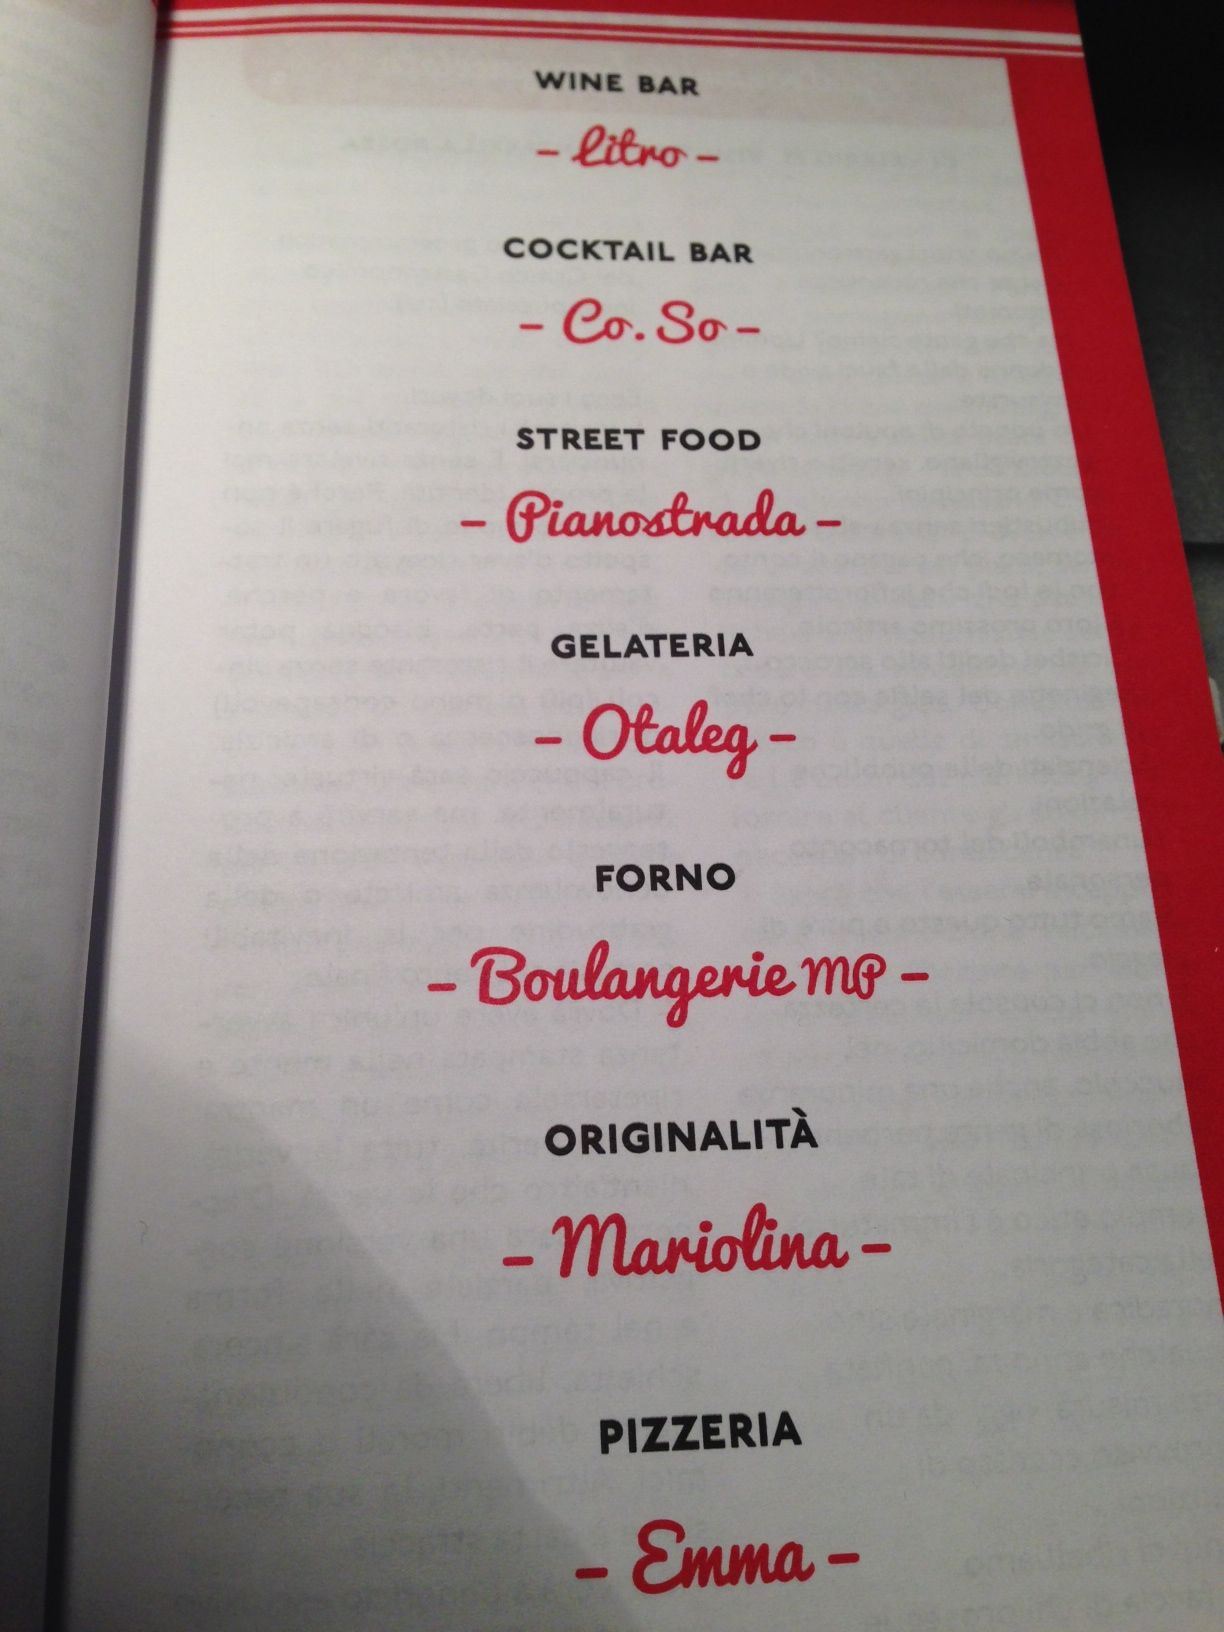 WINE BAR
– Litro –
COCKTAIL BAR
– Co.So –
STREET FOOD
– Pianostrada –
GELATERIA
– Otaleg –
FORNO
– Boulangerie MP –
ORIGINALITÀ
– Mariolina –
PIZZERIA
– Emma –